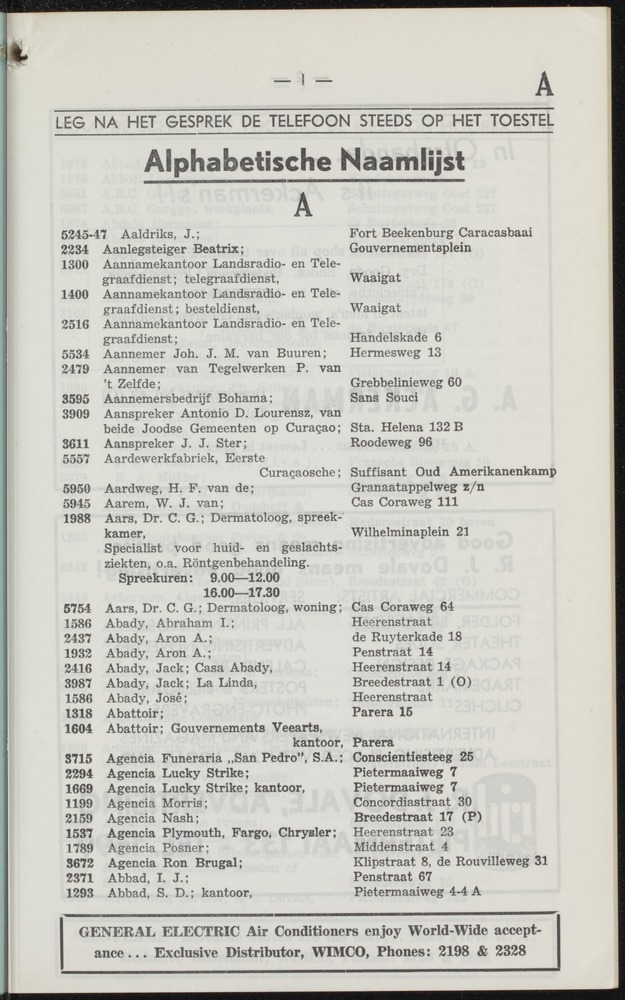 — 1 —
A
LEG NA HET GESPREK DE TELEFOON STEEDS OP HET TOESTEL
Alphabetische Naamlijst
A
5245-47 Aaldriks, J.; Fort Beekenburg Caracasbaai
2234 Aanlegsteiger Beatrix; Gouvernementsplein
1300 Aannamekantoor Landsradio- en Tele-
graafdienst; telegraafdienst, Waaigat
1400 Aannamekantoor Landsradio- en Tele-
graafdienst; besteldienst, Waaigat
2516 Aannamekantoor Landsradio- en Tele-
graafdienst; Handelskade 6
5534 Aannemer Joh. J. M. van Buuren; Hermesweg 13
2479 Aannemer van Tegelwerken P. van
't Zelfde; Grebbelinieweg 60
3595 Aannemersbedrijf Bohama; Sans Souci
3909 Aanspreker Antonio D. Lourensz, van
beide Joodse Gemeenten op Curaçao; Sta. Helena 132 B
3611 Aanspreker J. J. Ster; Roodeweg 96
5557 Aardewerkfabriek, Eerste
Curaçaosche; Suffisant Oud Amerikanenkamp
5950 Aardweg, H. F. van de; Granaatappelweg z/n
5945 Aarem, W. J. van; Cas Coraweg 111
1988 Aars, Dr. C. G.; Dermatoloog, spreek-
kamer, Wilhelminaplein 21
Specialist voor huid- en geslachts-
ziekten, o.a. Röntgenbehandeling.
Spreekuren: 9.00—12.00
16.00—17.30
5754 Aars, Dr. C. G.; Dermatoloog, woning; Cas Coraweg 64
1586 Abady, Abraham I.; Heerenstraat
2437 Abady, Aron A.; de Ruyterkade 18
1932 Abady, Aron A.; Penstraat 14
2416 Abady, Jack; Casa Abady, Heerenstraat 14
3987 Abady, Jack; La Linda, Breedestraat 1 (O)
1586 Abady, José; Heerenstraat
1318 Abattoir; Parera 15
1604 Abattoir; Gouvernements Veearts,
kantoor, Parera
3715 Agencia Funeraria „San Pedro", S.A.; Conscientiesteeg 25
2294 Agencia Lucky Strike; Pietermaaiweg 7
1669 Agencia Lucky Strike; kantoor, Pietermaaiweg 7
1199 Agencia Morris; Concordiastraat 30
2159 Agencia Nash; Breedestraat 17 (P)
1537 Agencia Plymouth, Fargo, Chrysler; Heerenstraat 23
1789 Agencia Posner; Middenstraat 4
3672 Agencia Ron Brugal; Klipstraat 8, de Rouvilleweg 31
2371 Abbad, I. J.; Penstraat 67
1293 Abbad, S. D.; kantoor, Pietermaaiweg 4-4 A
GENERAL ELECTRIC Air Conditioners enjoy World-Wide accept-
ance ... Exclusive Distributor, WIMCO, Phones: 2198 & 2328